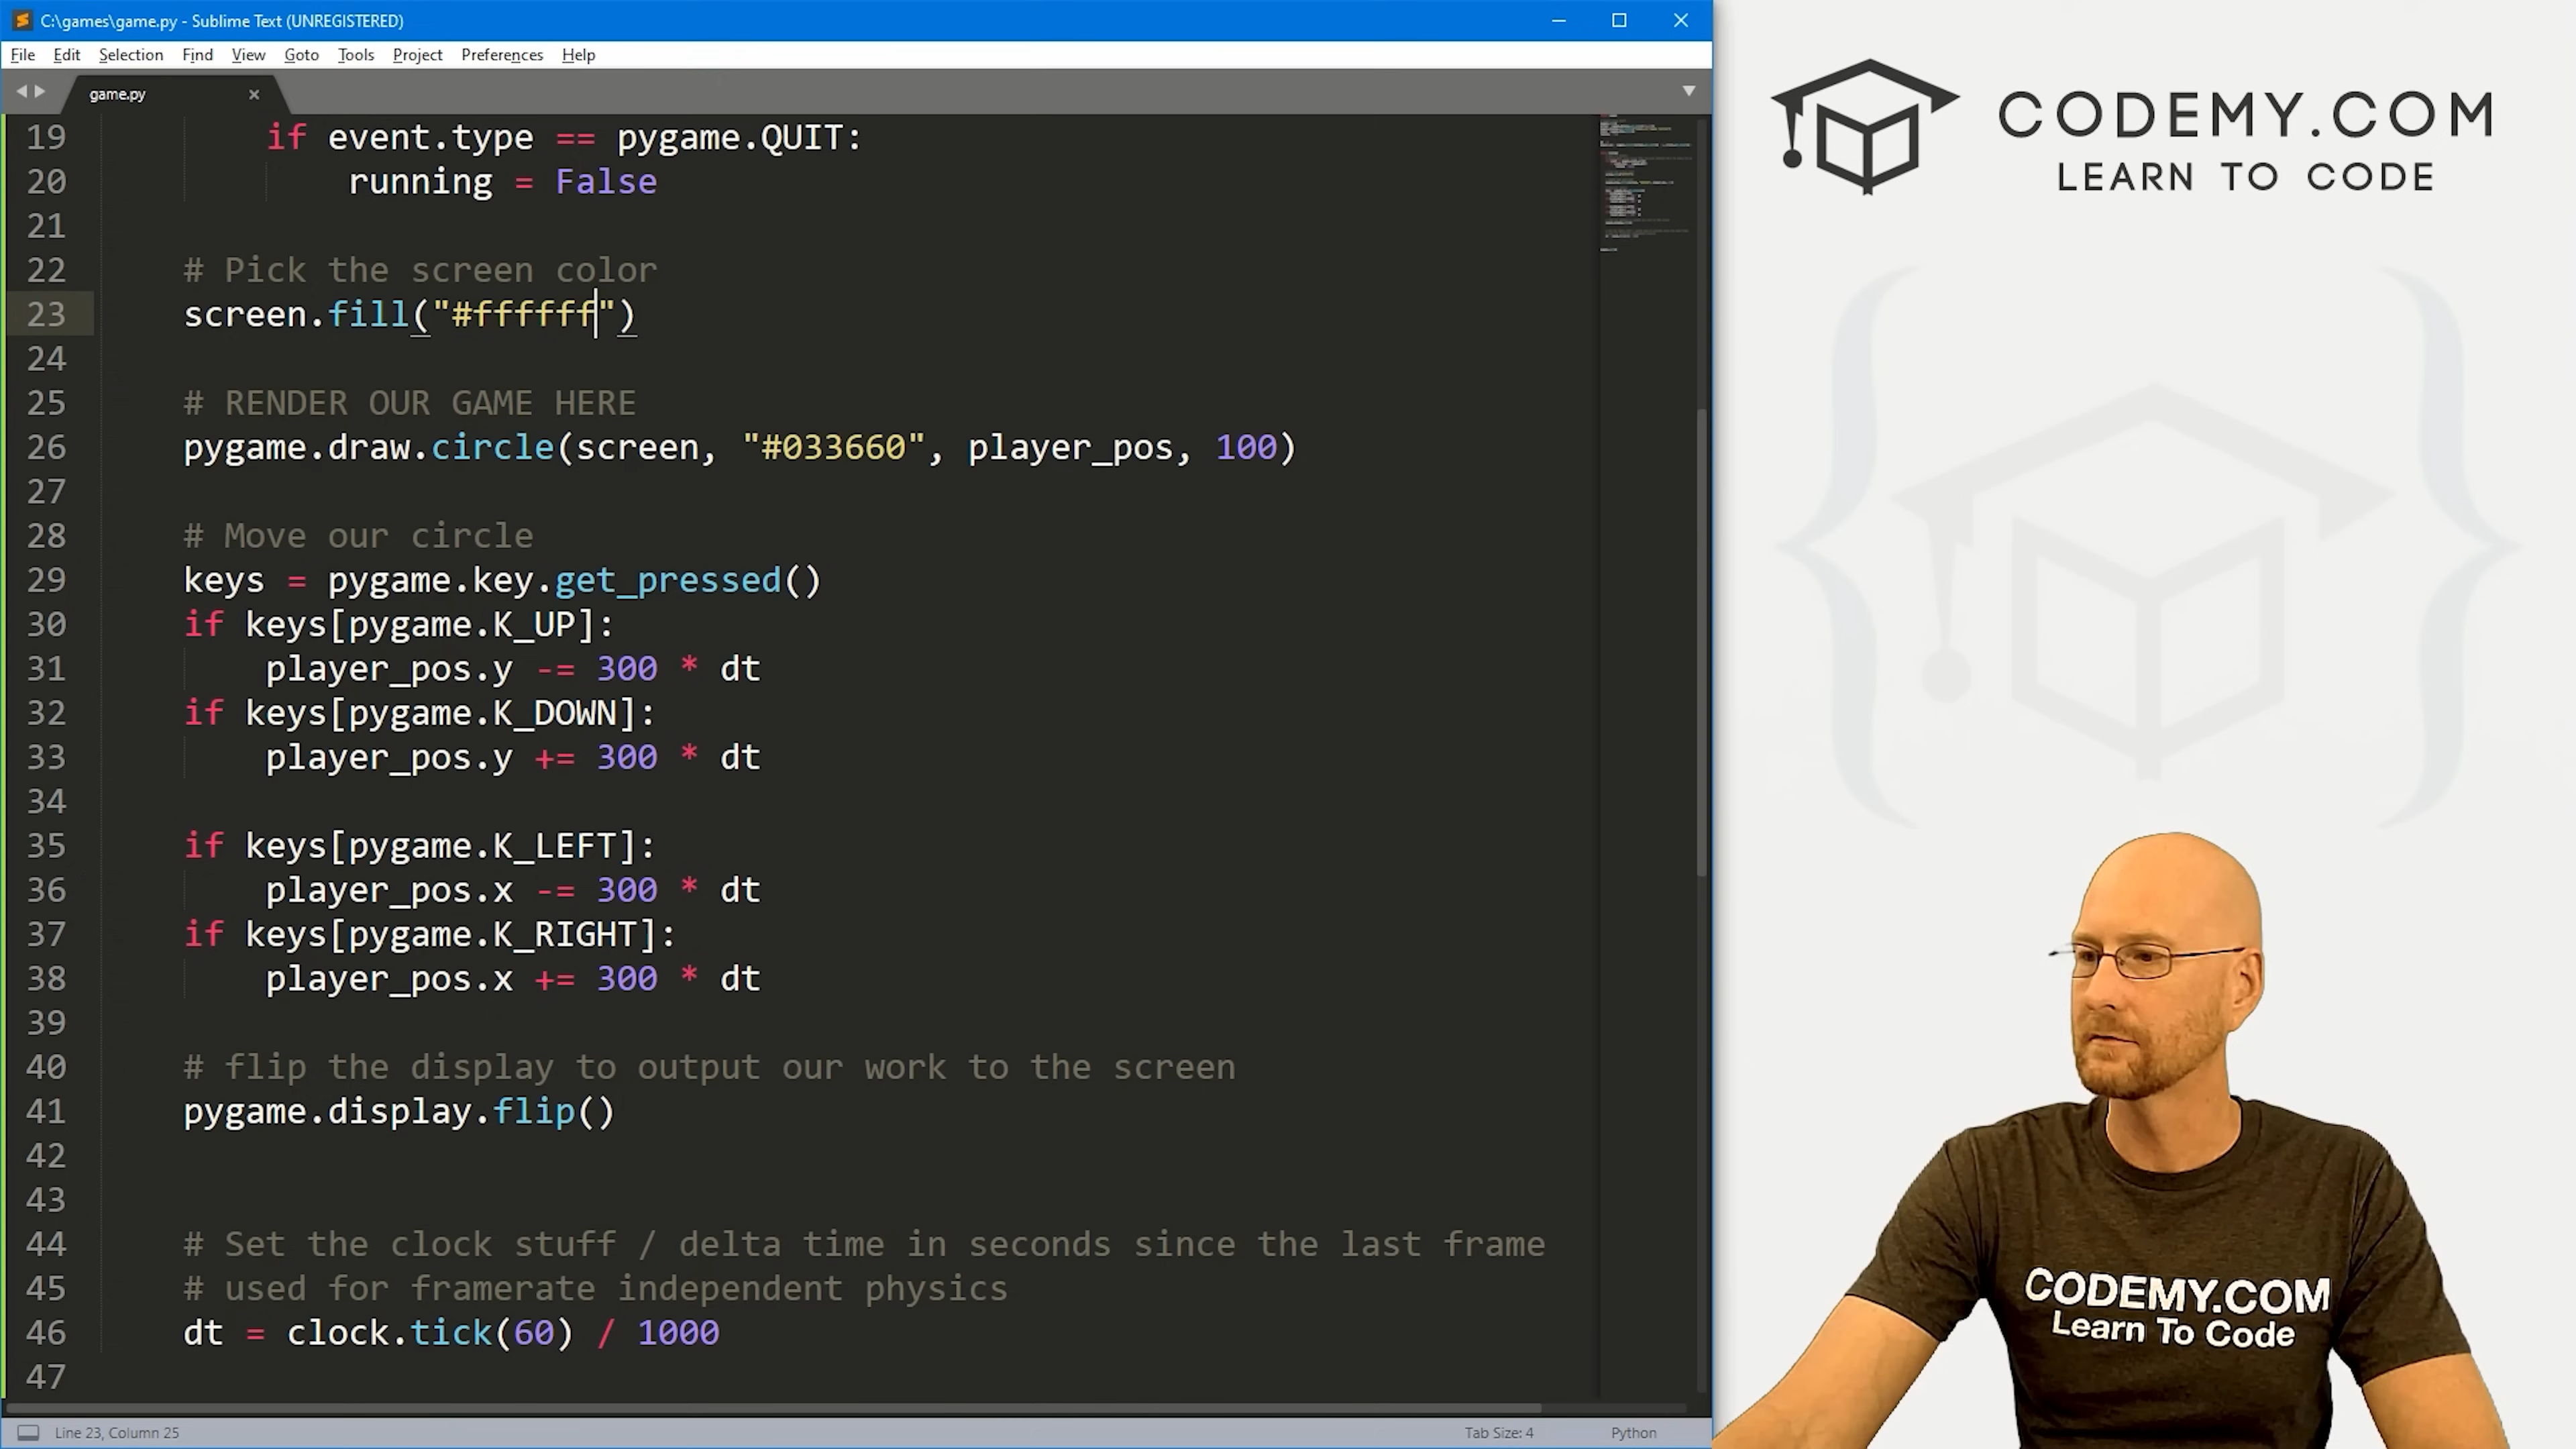 C:\games\game.py - Sublime Text (UNREGISTERED)
File Edit Selection Find View Goto Tools Project Preferences Help
game.py
19 if event.type == pygame.QUIT:
20 running = False
21
22 # Pick the screen color
23 screen.fill("#ffffff")
24
25 # RENDER OUR GAME HERE
26 pygame.draw.circle(screen, "#033660", player_pos, 100)
27
28 # Move our circle
29 keys = pygame.key.get_pressed()
30 if keys[pygame.K_UP]:
31 player_pos.y -= 300 * dt
32 if keys[pygame.K_DOWN]:
33 player_pos.y += 300 * dt
34
35 if keys[pygame.K_LEFT]:
36 player_pos.x -= 300 * dt
37 if keys[pygame.K_RIGHT]:
38 player_pos.x += 300 * dt
39
40 # flip the display to output our work to the screen
41 pygame.display.flip()
42
43
44 # Set the clock stuff / delta time in seconds since the last frame
45 # used for framerate independent physics
46 dt = clock.tick(60) / 1000
47
Line 23, Column 25
Tab Size: 4
Python
CODEMY.COM
LEARN TO CODE
CODEMY.COM
Learn To Code